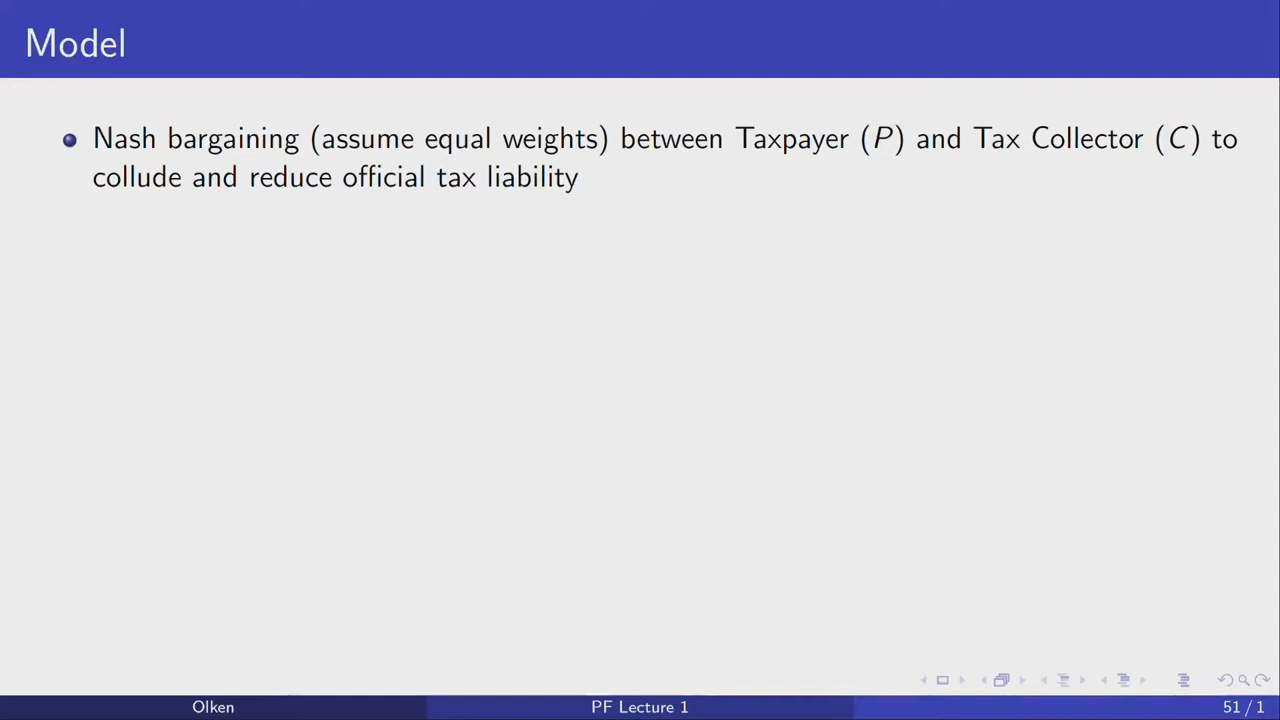 Model
Nash bargaining (assume equal weights) between Taxpayer (P) and Tax Collector (C) to
collude and reduce official tax liability
Olken
PF Lecture 1
51 / 1